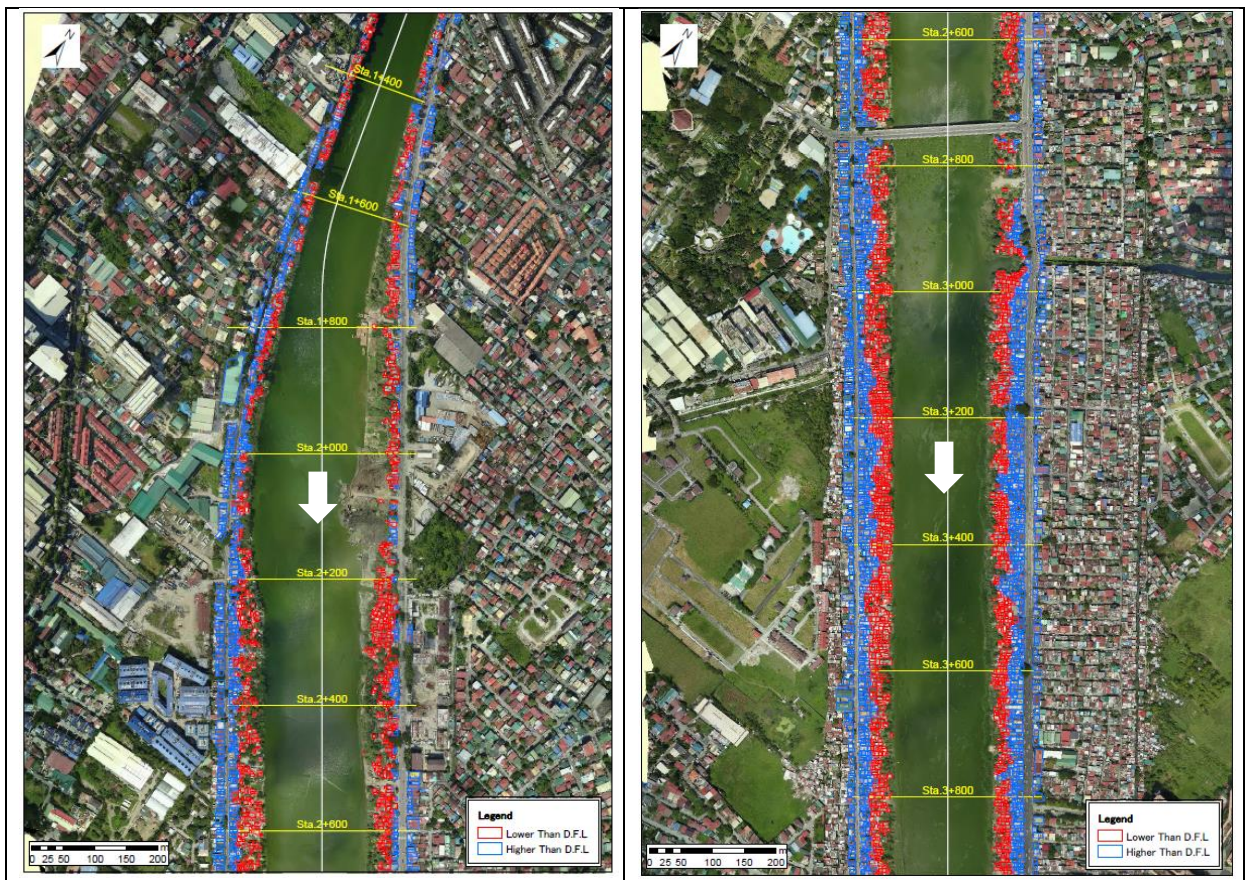 N
Sta.1+400
Sta.1+600
Sta.1+800
Sta.2+000
Sta.2+200
Sta.2+400
Sta.2+600
Legend
Lower Than D.F.L
Higher Than D.F.L
m
0 25 50 100 150 200
N
Sta.2+600
Sta.2+800
Sta.3+000
Sta.3+200
Sta.3+400
Sta.3+600
Sta.3+800
Legend
Lower Than D.F.L
Higher Than D.F.L
m
0 25 50 100 150 200